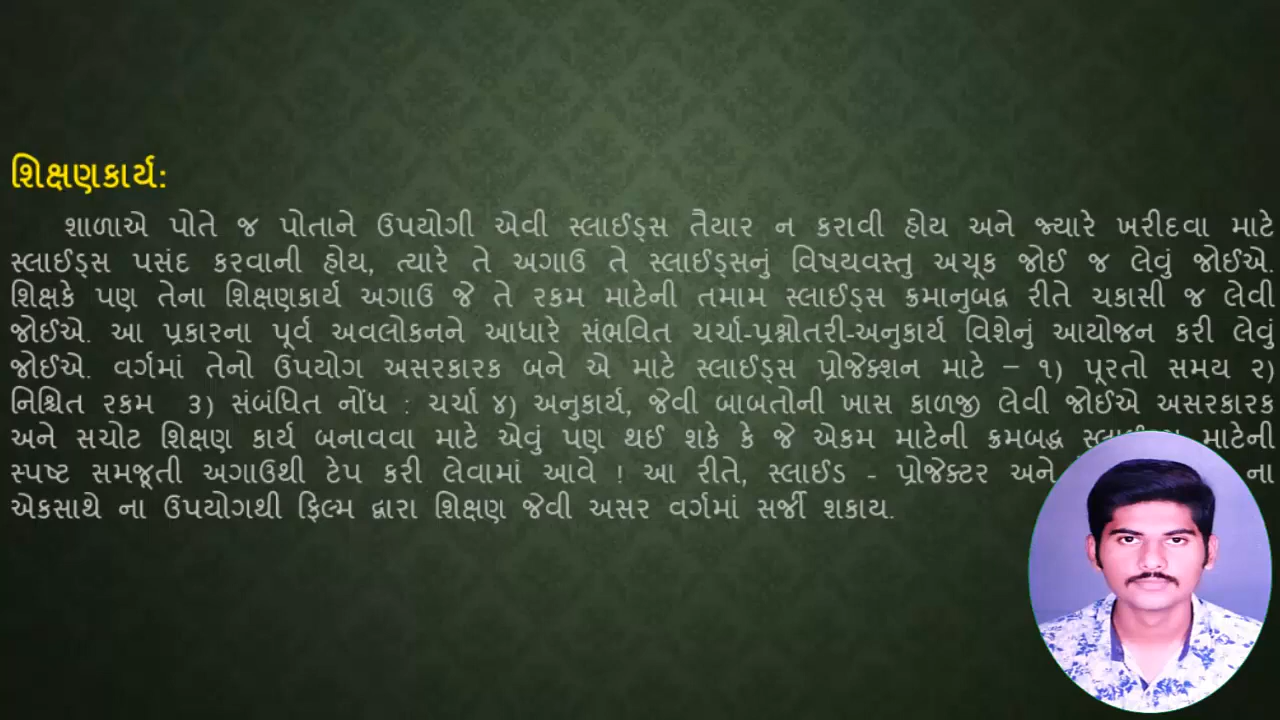 શિક્ષણકાર્ય:
શાળાએ પોતે જ પોતાને ઉપયોગી એવી સ્લાઈડ્સ તૈયાર ન કરાવી હોય અને જ્યારે ખરીદવા માટે
સ્લાઈડ્સ પસંદ કરવાની હોય, ત્યારે તે અગાઉ તે સ્લાઈડ્સનું વિષયવસ્તુ અચૂક જોઈ જ લેવું જોઈએ.
શિક્ષકે પણ તેના શિક્ષણકાર્ય અગાઉ જે તે રકમ માટેની તમામ સ્લાઈડ્સ ક્રમાનુબદ્વ રીતે ચકાસી જ લેવી
જોઈએ. આ પ્રકારના પૂર્વ અવલોકનને આધારે સંભવિત ચર્ચા-પ્રશ્નોતરી-અનુકાર્ય વિશેનું આયોજન કરી લેવું
જોઈએ. વર્ગમાં તેનો ઉપયોગ અસરકારક બને એ માટે સ્લાઈડ્સ પ્રોજેક્શન માટે – ૧) પૂરતો સમય ૨)
નિશ્ચિત રકમ ૩) સંબંધિત નોંધ : ચર્ચા ૪) અનુકાર્ય, જેવી બાબતોની ખાસ કાળજી લેવી જોઈએ અસરકારક
અને સચોટ શિક્ષણ કાર્ય બનાવવા માટે એવું પણ થઈ શકે કે જે એકમ માટેની ક્રમબદ્ધ માટેની
સ્પષ્ટ સમજૂતી અગાઉથી ટેપ કરી લેવામાં આવે ! આ રીતે, સ્લાઈડ - પ્રોજેક્ટર અને ના
એકસાથે ના ઉપયોગથી ફિલ્મ દ્વારા શિક્ષણ જેવી અસર વર્ગમાં સર્જી શકાય.